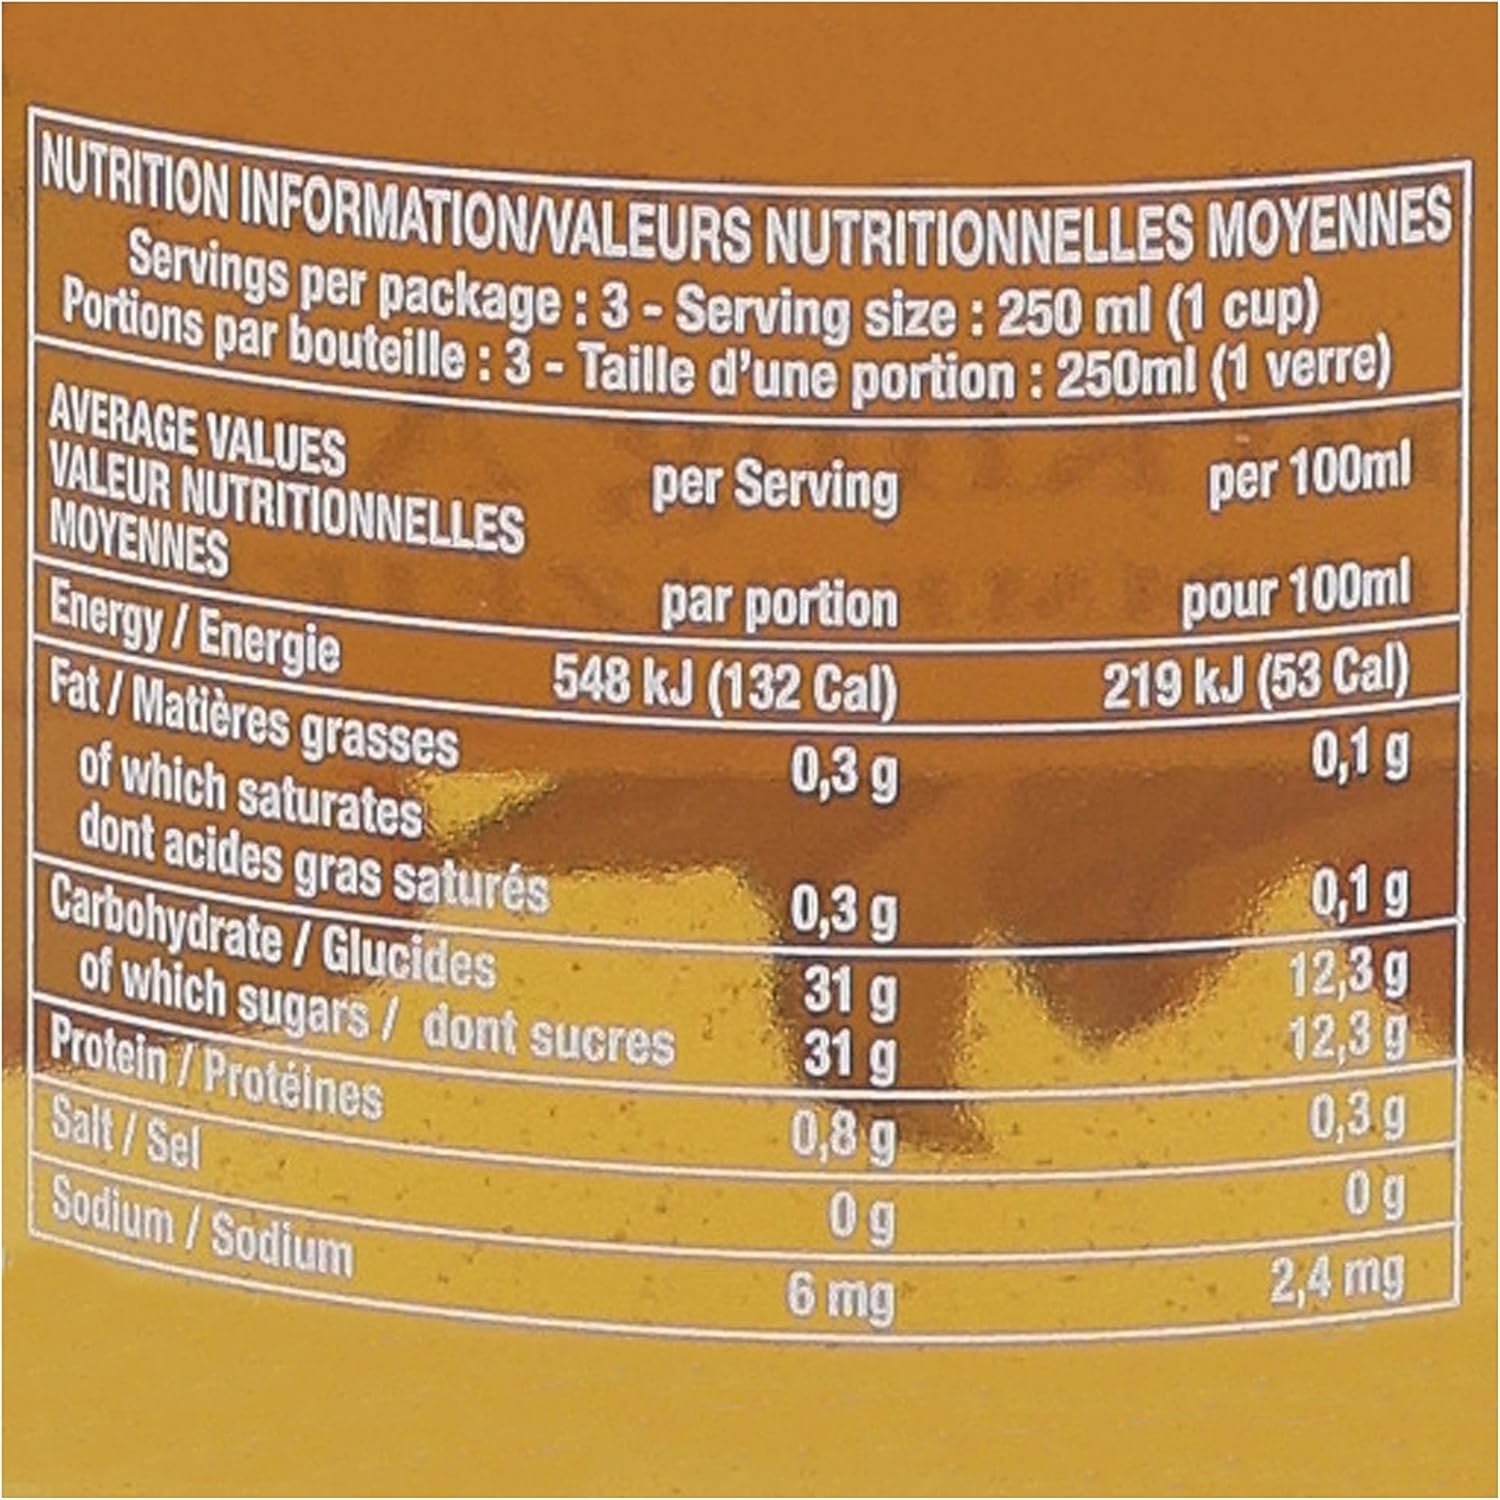 NUTRITION INFORMATION/VALEURS NUTRITIONNELLES MOYENNES
Servings per package : 3 - Serving size : 250 ml (1 cup)
Portions par bouteille : 3 - Taille d'une portion : 250ml (1 verre)
AVERAGE VALUES
VALEUR NUTRITIONNELLES
MOYENNES
per Serving per 100ml
par portion pour 100ml
Energy / Energie 548 kJ (132 Cal) 219 kJ (53 Cal)
Fat / Matières grasses 0,3 g 0,1 g
of which saturates
dont acides gras saturés 0,3 g 0,1 g
Carbohydrate / Glucides 31 g 12,3 g
of which sugars / dont sucres 31 g 12,3 g
Protein / Protéines 0,8 g 0,3 g
Salt / Sel 0 g 0 g
Sodium / Sodium 6 mg 2,4 mg